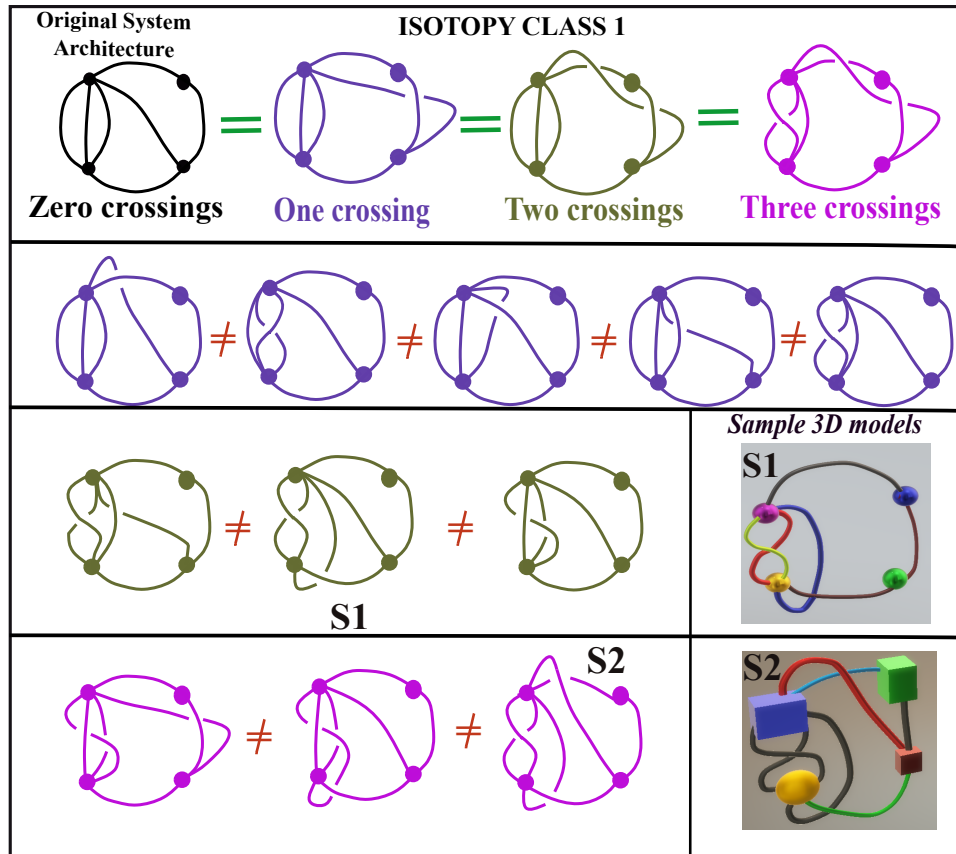 Original System
Architecture
ISOTOPY CLASS 1
=
=
=
Zero crossings
One crossing
Two crossings
Three crossings
≠
≠
≠
≠
≠
≠
S1
Sample 3D models
S1
≠
≠
S2
S2